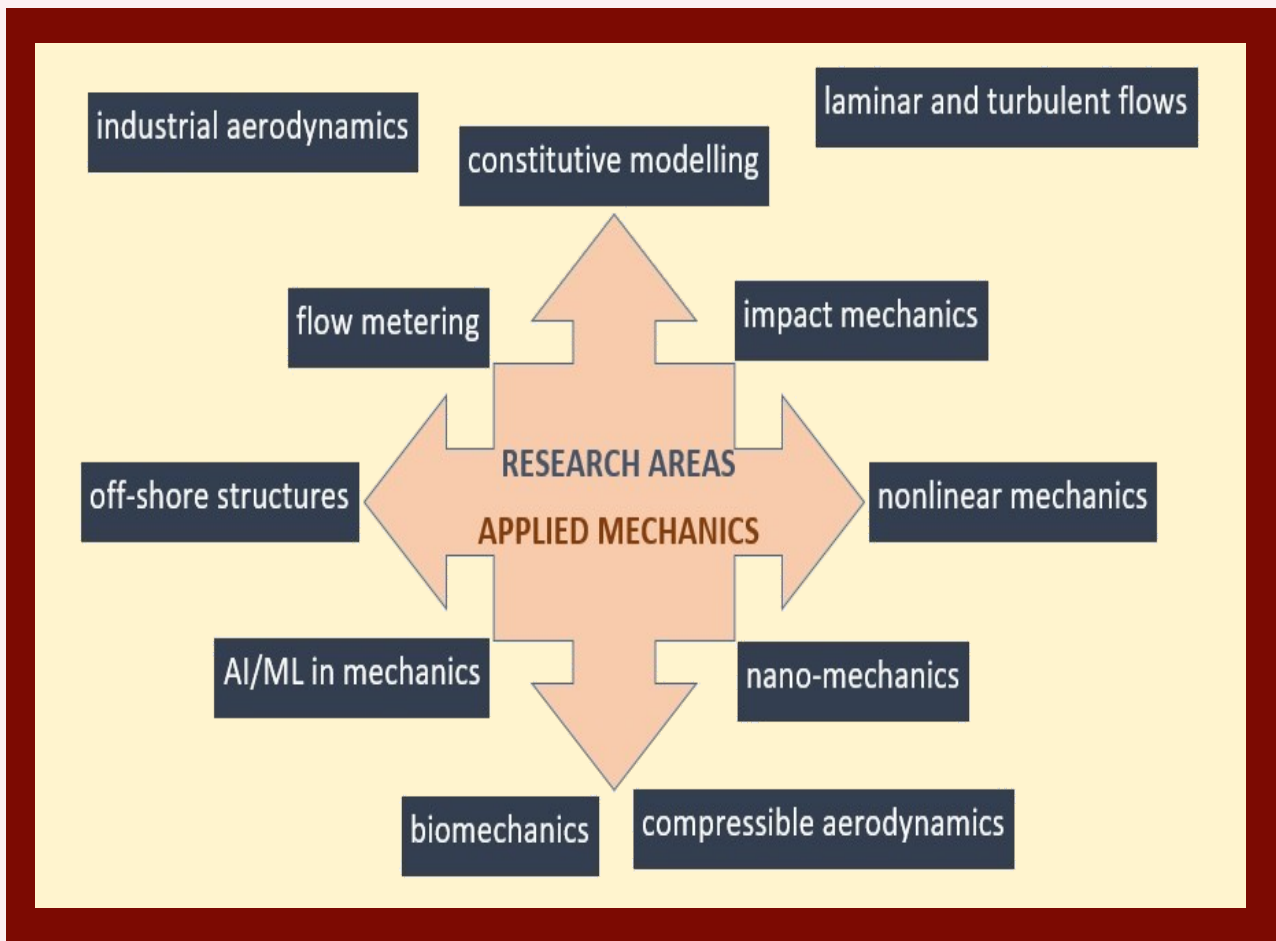 industrial aerodynamics
laminar and turbulent flows
constitutive modelling
flow metering
impact mechanics
RESEARCH AREAS
APPLIED MECHANICS
off-shore structures
nonlinear mechanics
AI/ML in mechanics
nano-mechanics
biomechanics
compressible aerodynamics